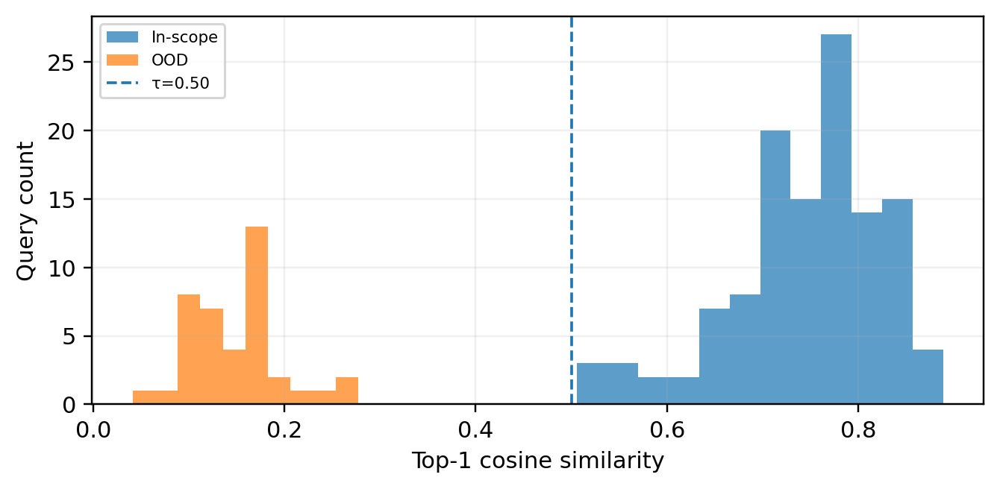 In-scope
OOD
τ=0.50
Query count
25
20
15
10
5
0
0.0 0.2 0.4 0.6 0.8
Top-1 cosine similarity